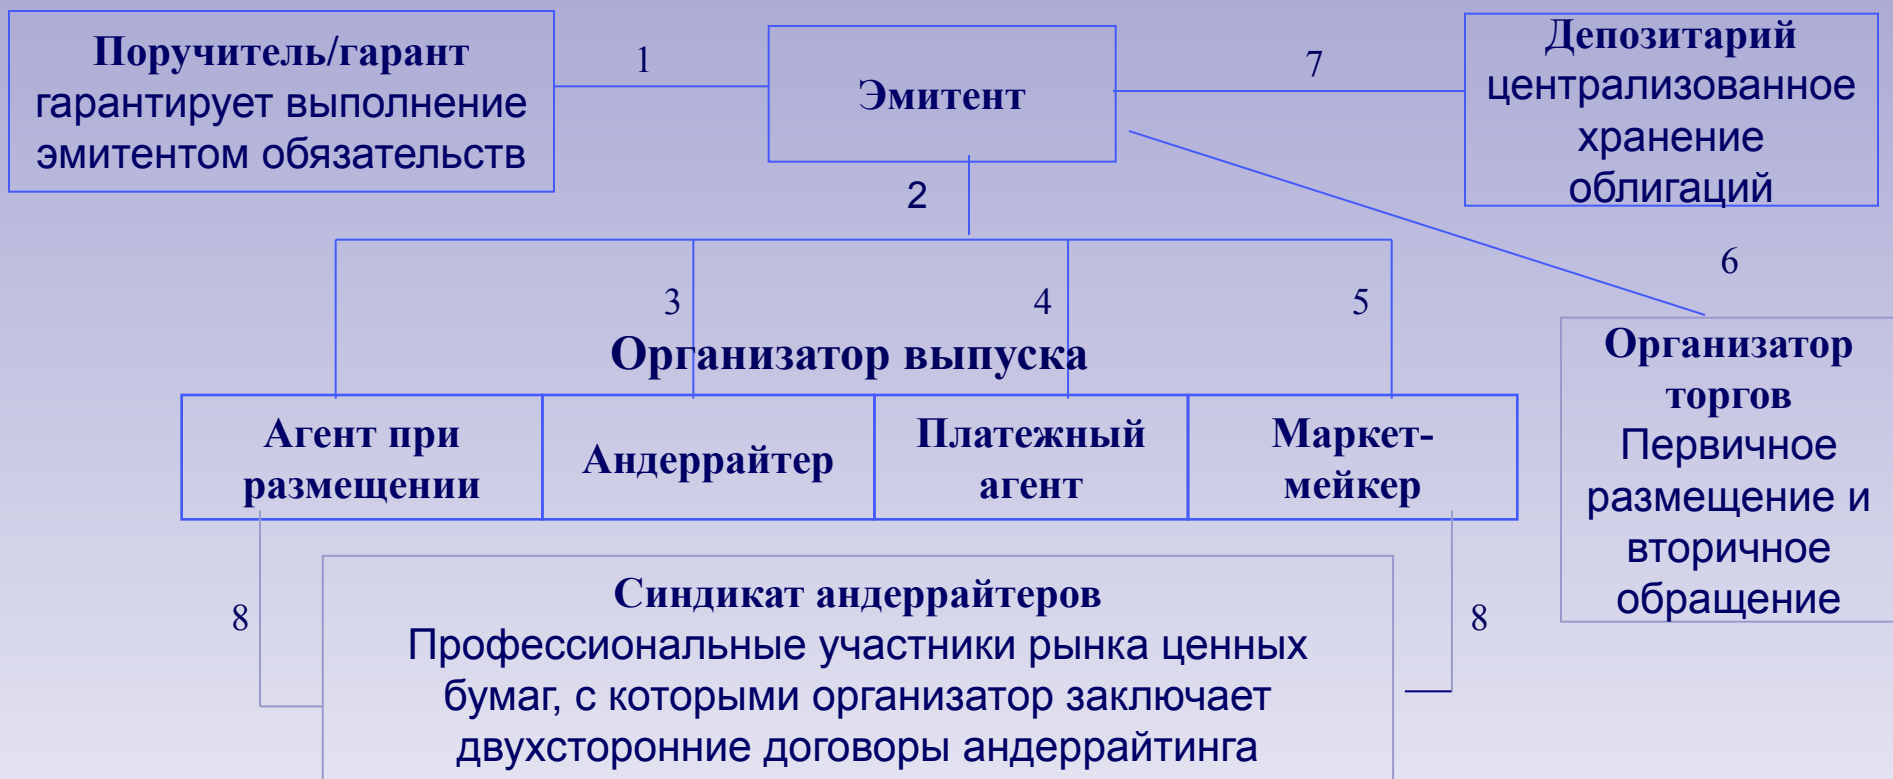 Поручитель/гарант
гарантирует выполнение
эмитентом обязательств
1
Эмитент
7
Депозитарий
централизованное
хранение
облигаций
2
6
3
4
5
Организатор выпуска
Агент при
размещении
Андеррайтер
Платежный
агент
Маркет-
мейкер
Организатор
торгов
Первичное
размещение и
вторичное
обращение
8
Синдикат андеррайтеров
Профессиональные участники рынка ценных
бумаг, с которыми организатор заключает
двухсторонние договоры андеррайтинга
8